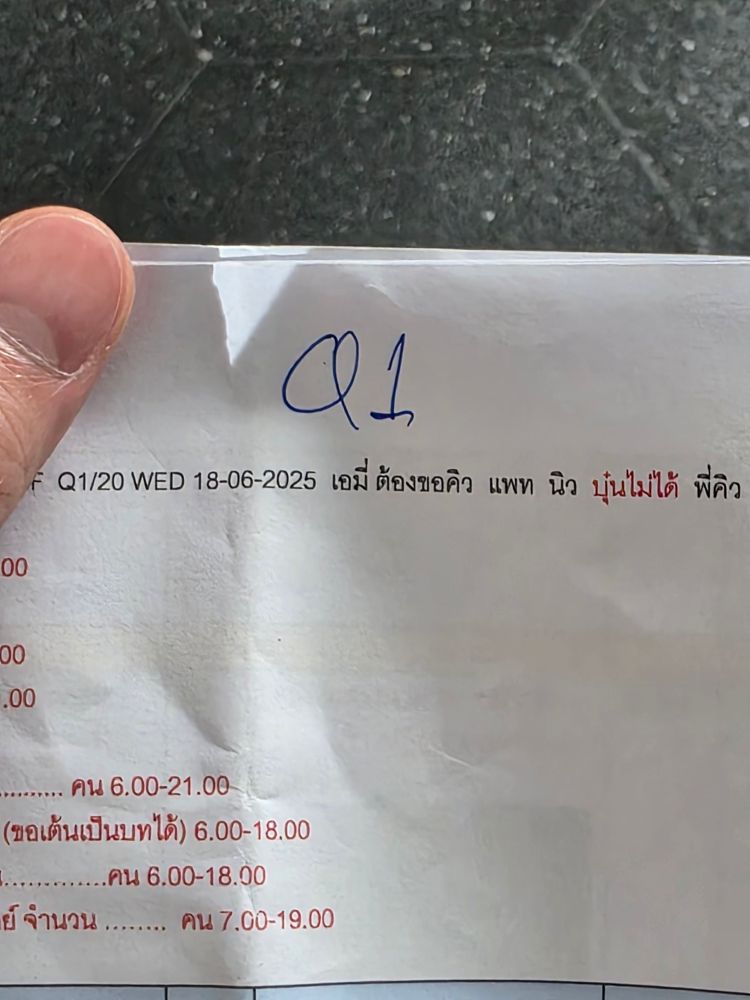 Q1
F Q1/20 WED 18-06-2025 เอมี่ ต้องขอคิว แพท นิว บุ๋นไม่ได้ พี่คิว
00
00
.00
.......... คน 6.00-21.00
(ขอเต้นเป็นบทได้) 6.00-18.00
.............คน 6.00-18.00
ย์ จำนวน ........ คน 7.00-19.00